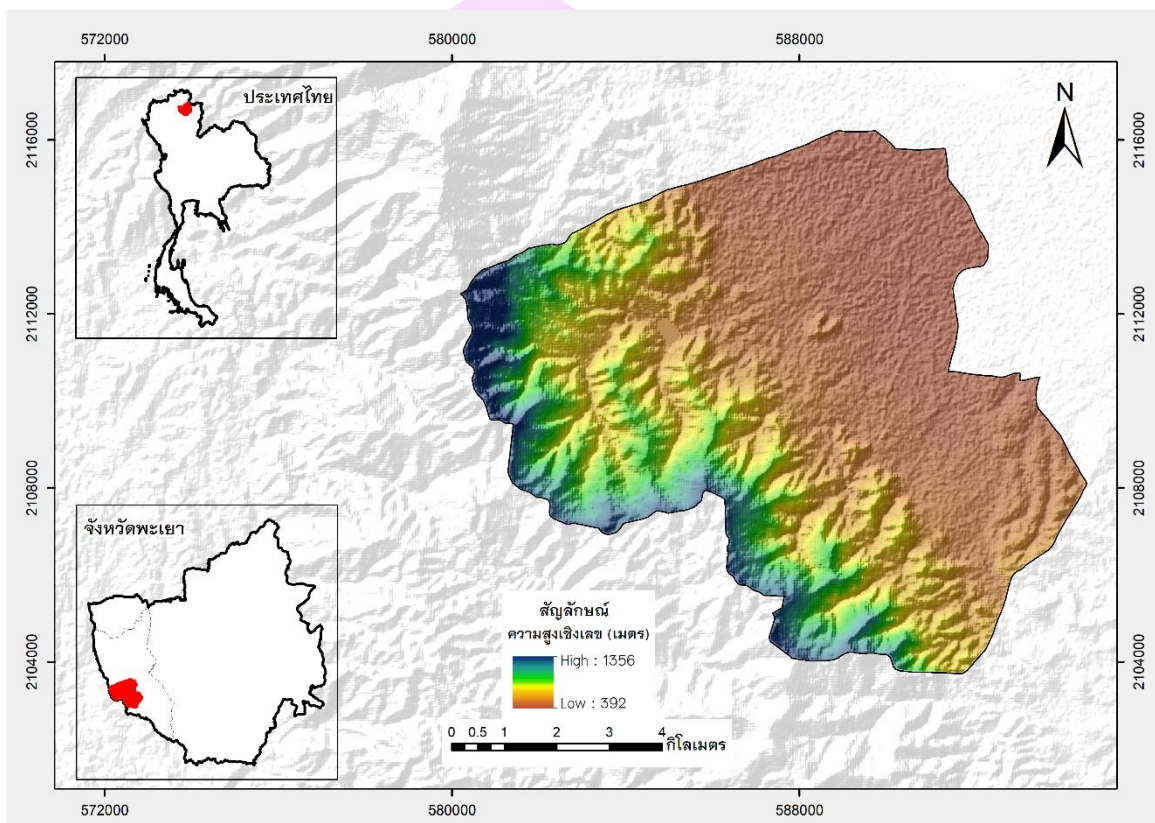 572000
580000
588000
2116000
2112000
2108000
2104000
ประเทศไทย
N
จังหวัดพะเยา
สัญลักษณ์
ความสูงเชิงเลข (เมตร)
High : 1356
Low : 392
0 0.5 1 2 3 4
กิโลเมตร
2116000
2112000
2108000
2104000
572000
580000
588000